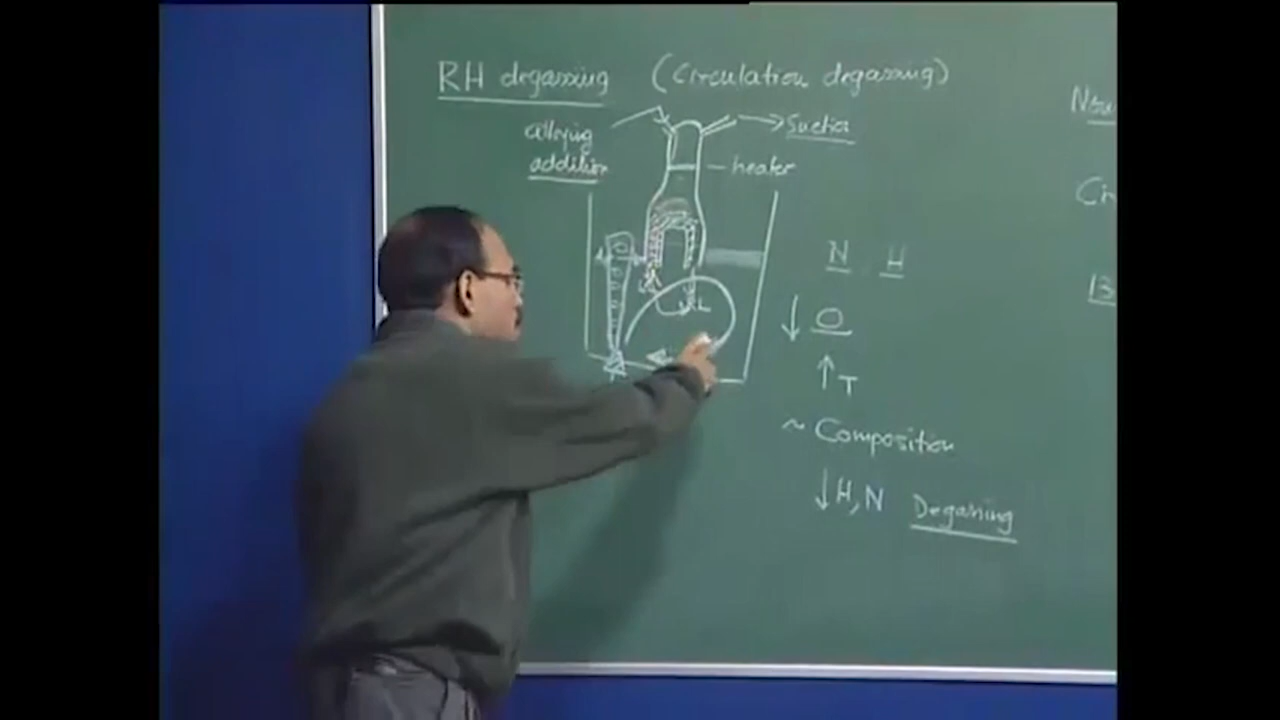 RH degassing (Circulation degassing)
alloying
addition
Suction
heater
N H
↓ O
↑ T
~ Composition
↓ H, N Degassing